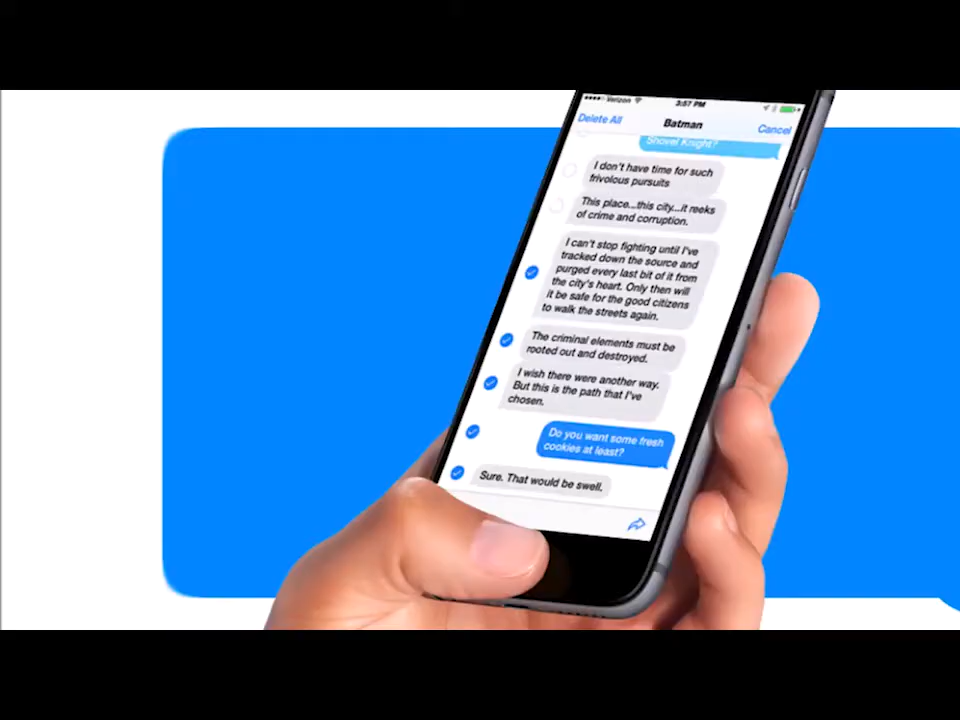 Verizon 3:57 PM
Delete All Batman Cancel
Shovel Knight?
I don't have time for such
frivolous pursuits
This place...this city...it reeks
of crime and corruption.
I can't stop fighting until I've
tracked down the source and
purged every last bit of it from
the city's heart. Only then will
it be safe for the good citizens
to walk the streets again.
The criminal elements must be
rooted out and destroyed.
I wish there were another way.
But this is the path that I've
chosen.
Do you want some fresh
cookies at least?
Sure. That would be swell.